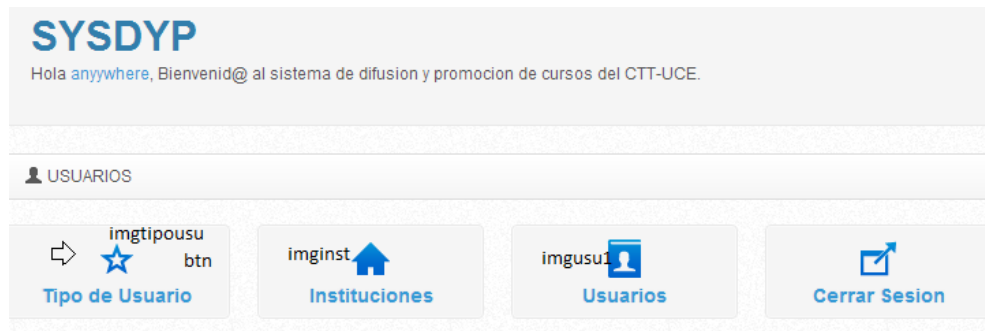 SYSDYP
Hola anyywhere, Bienvenid@ al sistema de difusion y promocion de cursos del CTT-UCE.
USUARIOS
imgtipousu
btn
imginst
imgusu1
Tipo de Usuario
Instituciones
Usuarios
Cerrar Sesion